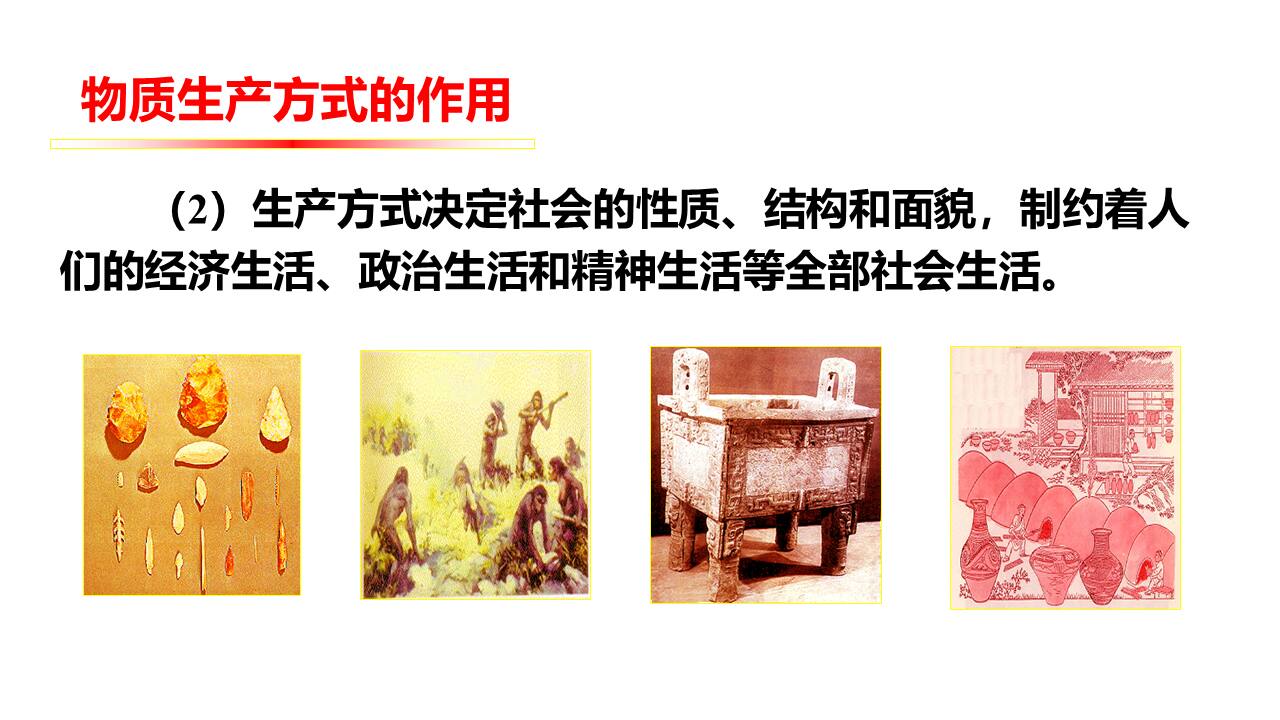 物质生产方式的作用
（2）生产方式决定社会的性质、结构和面貌，制约着人
们的经济生活、政治生活和精神生活等全部社会生活。